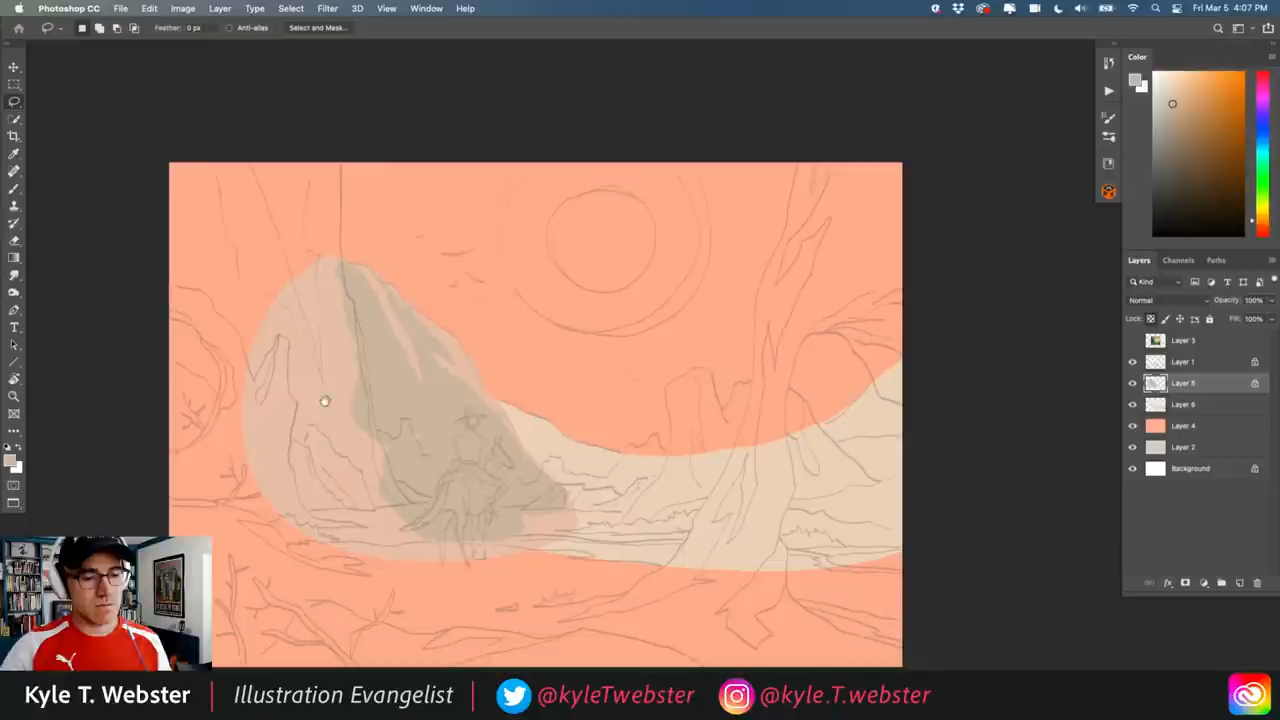 Photoshop CC File Edit Image Layer Type Select Filter 3D View Window Help Fri Mar 5 4:07 PM
Feather: 0 px Anti-alias Select and Mask...
Color
Layers Channels Paths
Kind
Normal Opacity: 100%
Lock: Fill: 100%
Layer 3
Layer 1
Layer 5
Layer 6
Layer 4
Layer 2
Background
Kyle T. Webster | Illustration Evangelist | @kyleTwebster @kyle.T.webster